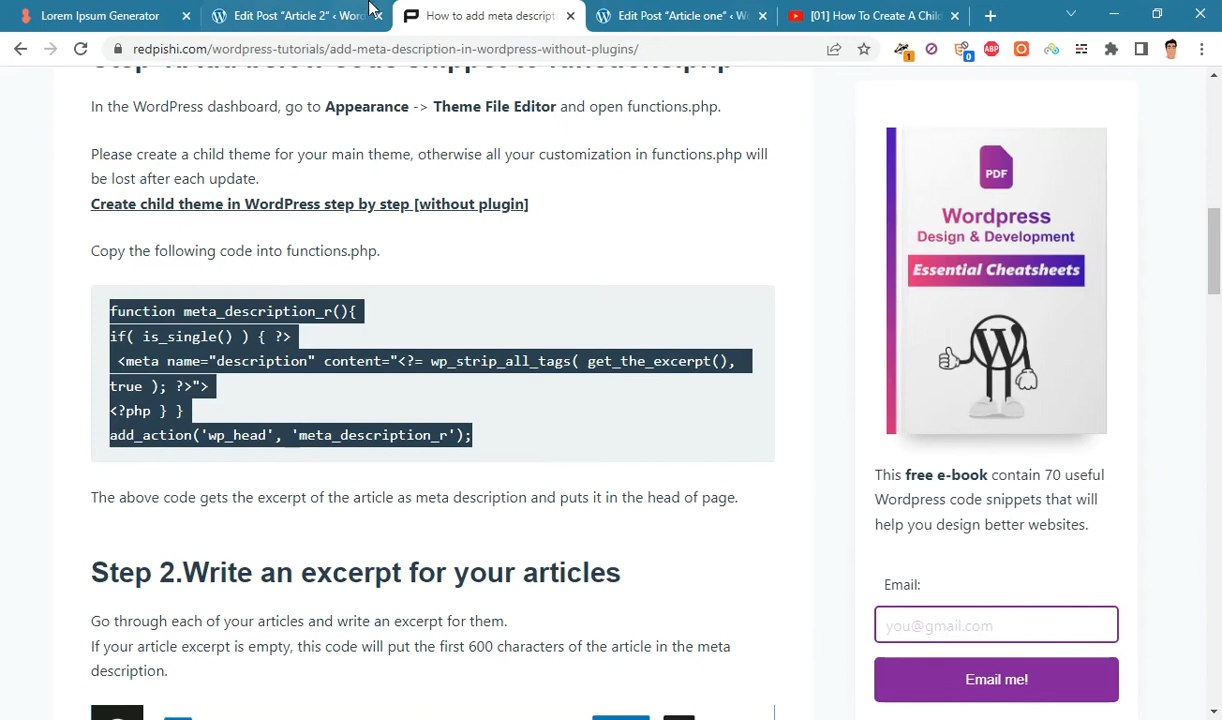 Lorem Ipsum Generator
Edit Post “Article 2” ‹ Wor
How to add meta descript
Edit Post “Article one” ‹ W
[01] How To Create A Chil
redpishi.com/wordpress-tutorials/add-meta-description-in-wordpress-without-plugins/
1
0
ABP
In the WordPress dashboard, go to Appearance -> Theme File Editor and open functions.php.
Please create a child theme for your main theme, otherwise all your customization in functions.php will
be lost after each update.
Create child theme in WordPress step by step [without plugin]
Copy the following code into functions.php.
function meta_description_r(){
if( is_single() ) { ?>
<meta name="description" content="<?= wp_strip_all_tags( get_the_excerpt(),
true ); ?>">
<?php } }
add_action('wp_head', 'meta_description_r');
The above code gets the excerpt of the article as meta description and puts it in the head of page.
Step 2.Write an excerpt for your articles
Go through each of your articles and write an excerpt for them.
If your article excerpt is empty, this code will put the first 600 characters of the article in the meta
description.
PDF
Wordpress
Design & Development
Essential Cheatsheets
This free e-book contain 70 useful
Wordpress code snippets that will
help you design better websites.
Email:
you@gmail.com
Email me!